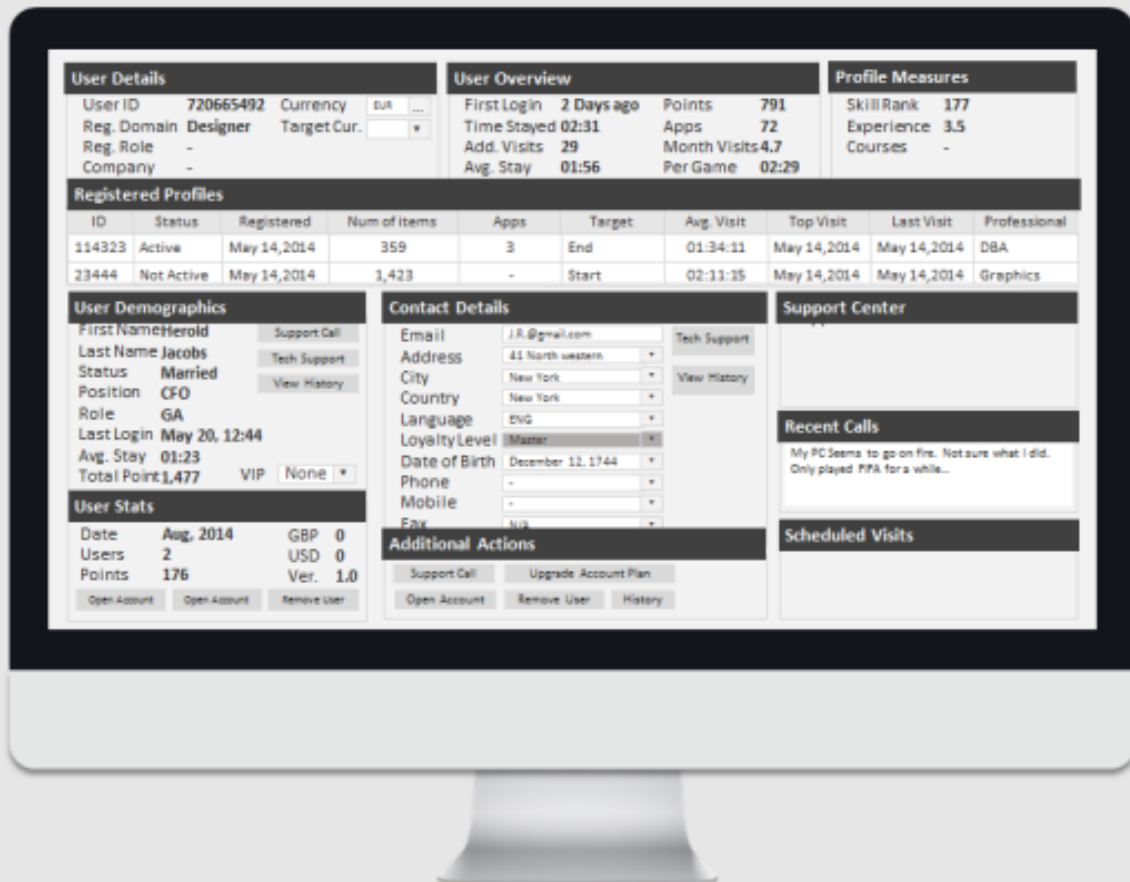 User Details
User ID 720665492 Currency EUR ...
Reg. Domain Designer Target Cur.
Reg. Role -
Company -
User Overview
First Login 2 Days ago Points 791
Time Stayed 02:31 Apps 72
Add. Visits 29 Month Visits 4.7
Avg. Stay 01:56 Per Game 02:29
Profile Measures
Skill Rank 177
Experience 3.5
Courses -
Registered Profiles
ID Status Registered Num of items Apps Target Avg. Visit Top Visit Last Visit Professional
114323 Active May 14,2014 359 3 End 01:34:11 May 14,2014 May 14,2014 DBA
23444 Not Active May 14,2014 1,423 - Start 02:11:15 May 14,2014 May 14,2014 Graphics
User Demographics
First Name Herold Support Call
Last Name Jacobs Tech Support
Status Married
View History
Position CFO
Role GA
Last Login May 20, 12:44
Avg. Stay 01:23
Total Point 1,477 VIP None
User Stats
Date Aug, 2014 GBP 0
Users 2 USD 0
Points 176 Ver. 1.0
Open Account Open Account Remove User
Contact Details
Email J.R.@gmail.com Tech Support
Address 41 North western
City New York View History
Country New York
Language ENG
Loyalty Level Master
Date of Birth December 12, 1744
Phone -
Mobile -
Fax N/A
Additional Actions
Support Call Upgrade Account Plan
Open Account Remove User History
Support Center
Recent Calls
My PC Seems to go on fire. Not sure what I did.
Only played FIFA for a while...
Scheduled Visits